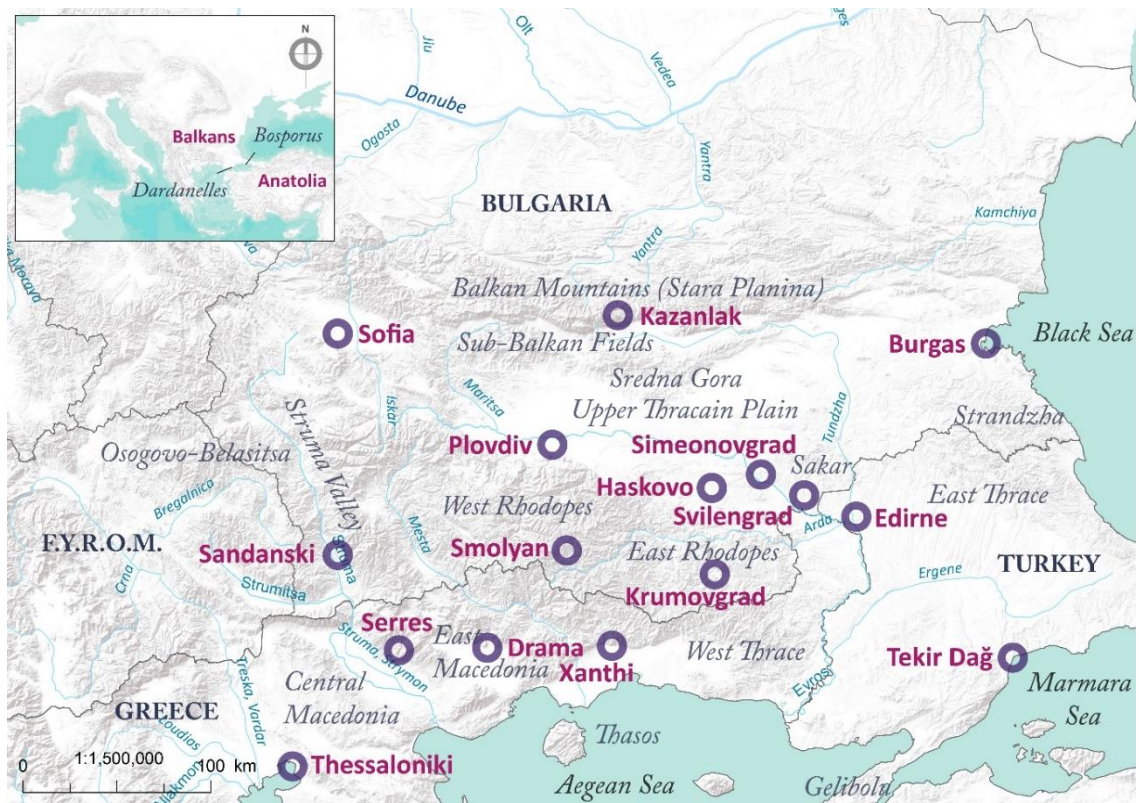 N
Balkans
Bosporus
Dardanelles
Anatolia
Jiu
Olt
Vedea
Danube
Ogosta
Yantra
BULGARIA
Kamchiya
Yantra
Balkan Mountains (Stara Planina)
Kazanlak
Sofia
Sub-Balkan Fields
Burgas
Black Sea
Sredna Gora
Maritsa
Iskar
Upper Thracain Plain
Tundzha
Strandzha
Struma Valley
Osogovo-Belasitsa
Plovdiv
Simeonovgrad
Sakar
Haskovo
Bregalnica
West Rhodopes
Svilengrad
East Thrace
Edirne
Arda
Mesta
F.Y.R.O.M.
Sandanski
Struma
Smolyan
East Rhodopes
TURKEY
Crna
Strumitsa
Ergene
Krumovgrad
Serres
Struma, Strymon
East
Macedonia
Drama
Xanthi
West Thrace
Tekir Dağ
Evros
Marmara
Sea
Treska, Vardar
Central
Macedonia
GREECE
Loudias
Thasos
1:1,500,000
0 100 km
Thessaloniki
Aegean Sea
Gelibolu